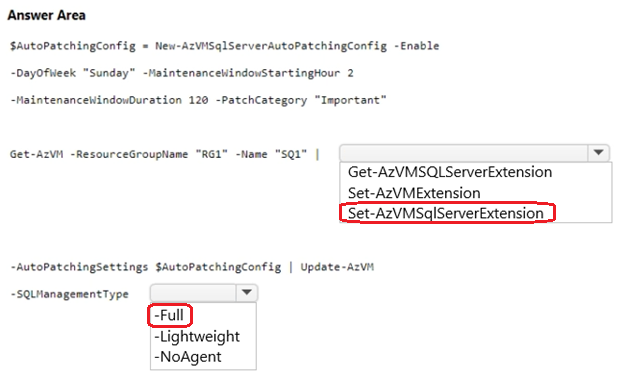 Answer Area
$AutoPatchingConfig = New-AzVMSqlServerAutoPatchingConfig -Enable
-DayOfWeek "Sunday" -MaintenanceWindowStartingHour 2
-MaintenanceWindowDuration 120 -PatchCategory "Important"
Get-AzVM -ResourceGroupName "RG1" -Name "SQ1" |
Get-AzVMSQLServerExtension
Set-AzVMExtension
Set-AzVMSqlServerExtension
-AutoPatchingSettings $AutoPatchingConfig | Update-AzVM
-SQLManagementType
-Full
-Lightweight
-NoAgent